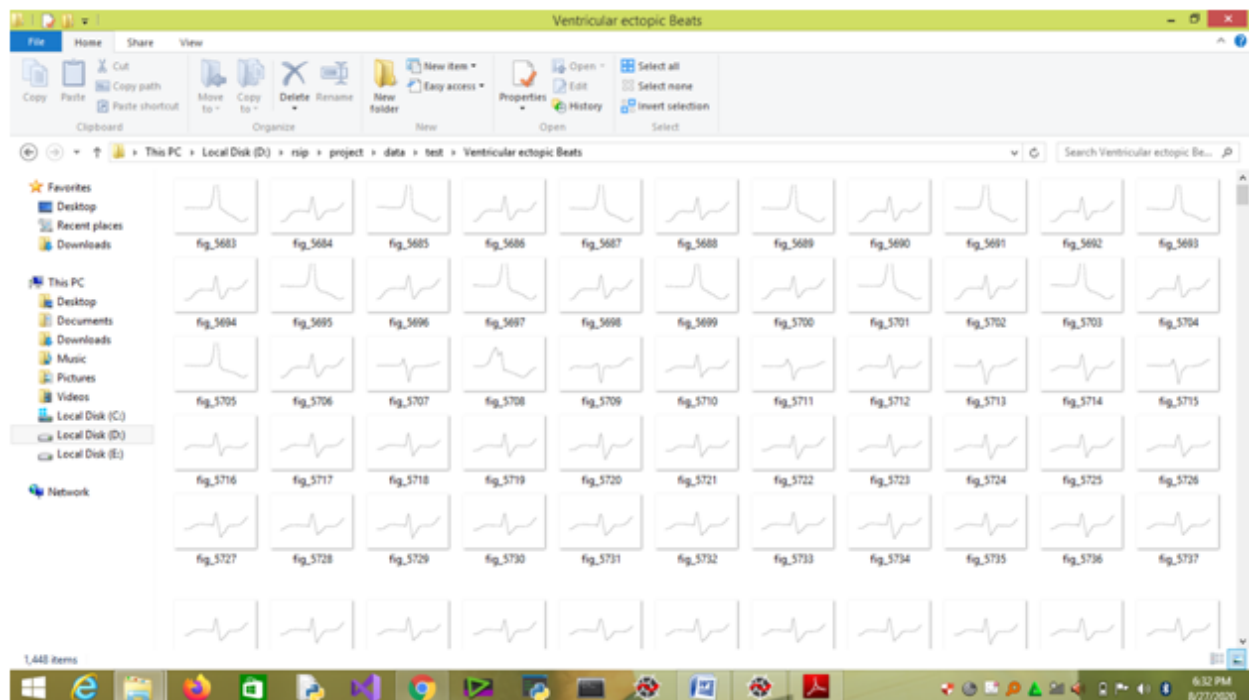 Ventricular ectopic Beats
File Home Share View
Copy Paste Cut Copy path Paste shortcut Move to Copy to Delete Rename New folder New item Easy access Properties Open Edit History Select all Select none Invert selection
Clipboard Organize New Open Select
This PC Local Disk (D:) rsip project data test Ventricular ectopic Beats Search Ventricular ectopic Be...
Favorites
Desktop
Recent places
Downloads
This PC
Desktop
Documents
Downloads
Music
Pictures
Videos
Local Disk (C:)
Local Disk (D:)
Local Disk (E:)
Network
fig_5683 fig_5684 fig_5685 fig_5686 fig_5687 fig_5688 fig_5689 fig_5690 fig_5691 fig_5692 fig_5693
fig_5694 fig_5695 fig_5696 fig_5697 fig_5698 fig_5699 fig_5700 fig_5701 fig_5702 fig_5703 fig_5704
fig_5705 fig_5706 fig_5707 fig_5708 fig_5709 fig_5710 fig_5711 fig_5712 fig_5713 fig_5714 fig_5715
fig_5716 fig_5717 fig_5718 fig_5719 fig_5720 fig_5721 fig_5722 fig_5723 fig_5724 fig_5725 fig_5726
fig_5727 fig_5728 fig_5729 fig_5730 fig_5731 fig_5732 fig_5733 fig_5734 fig_5735 fig_5736 fig_5737
1,448 items
6:32 PM
8/27/2020